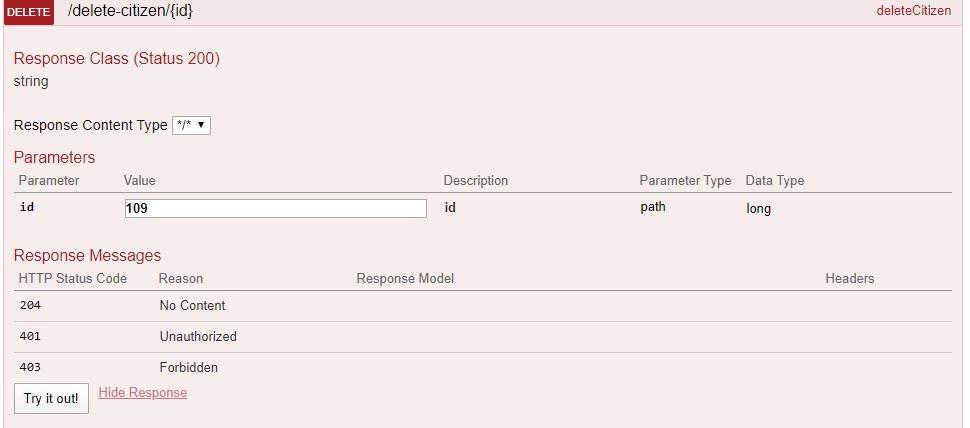 DELETE /delete-citizen/{id} deleteCitizen
Response Class (Status 200)
string
Response Content Type */*
Parameters
Parameter Value Description Parameter Type Data Type
id 109 id path long
Response Messages
HTTP Status Code Reason Response Model Headers
204 No Content
401 Unauthorized
403 Forbidden
Try it out! Hide Response